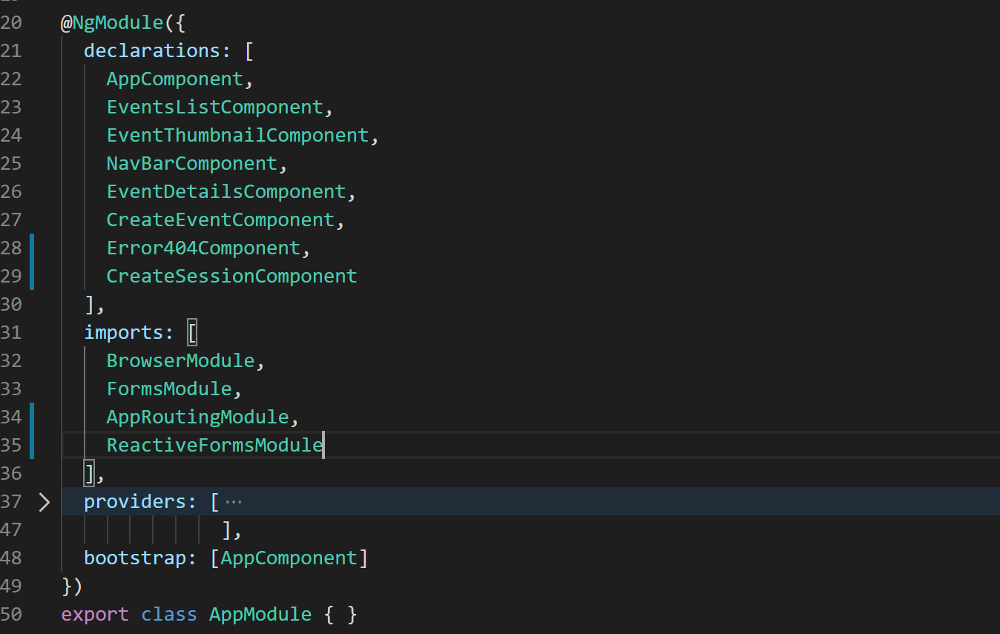 20 @NgModule({
21   declarations: [
22     AppComponent,
23     EventsListComponent,
24     EventThumbnailComponent,
25     NavBarComponent,
26     EventDetailsComponent,
27     CreateEventComponent,
28     Error404Component,
29     CreateSessionComponent
30   ],
31   imports: [
32     BrowserModule,
33     FormsModule,
34     AppRoutingModule,
35     ReactiveFormsModule
36   ],
37   providers: [ ···
47               ],
48   bootstrap: [AppComponent]
49 })
50 export class AppModule { }